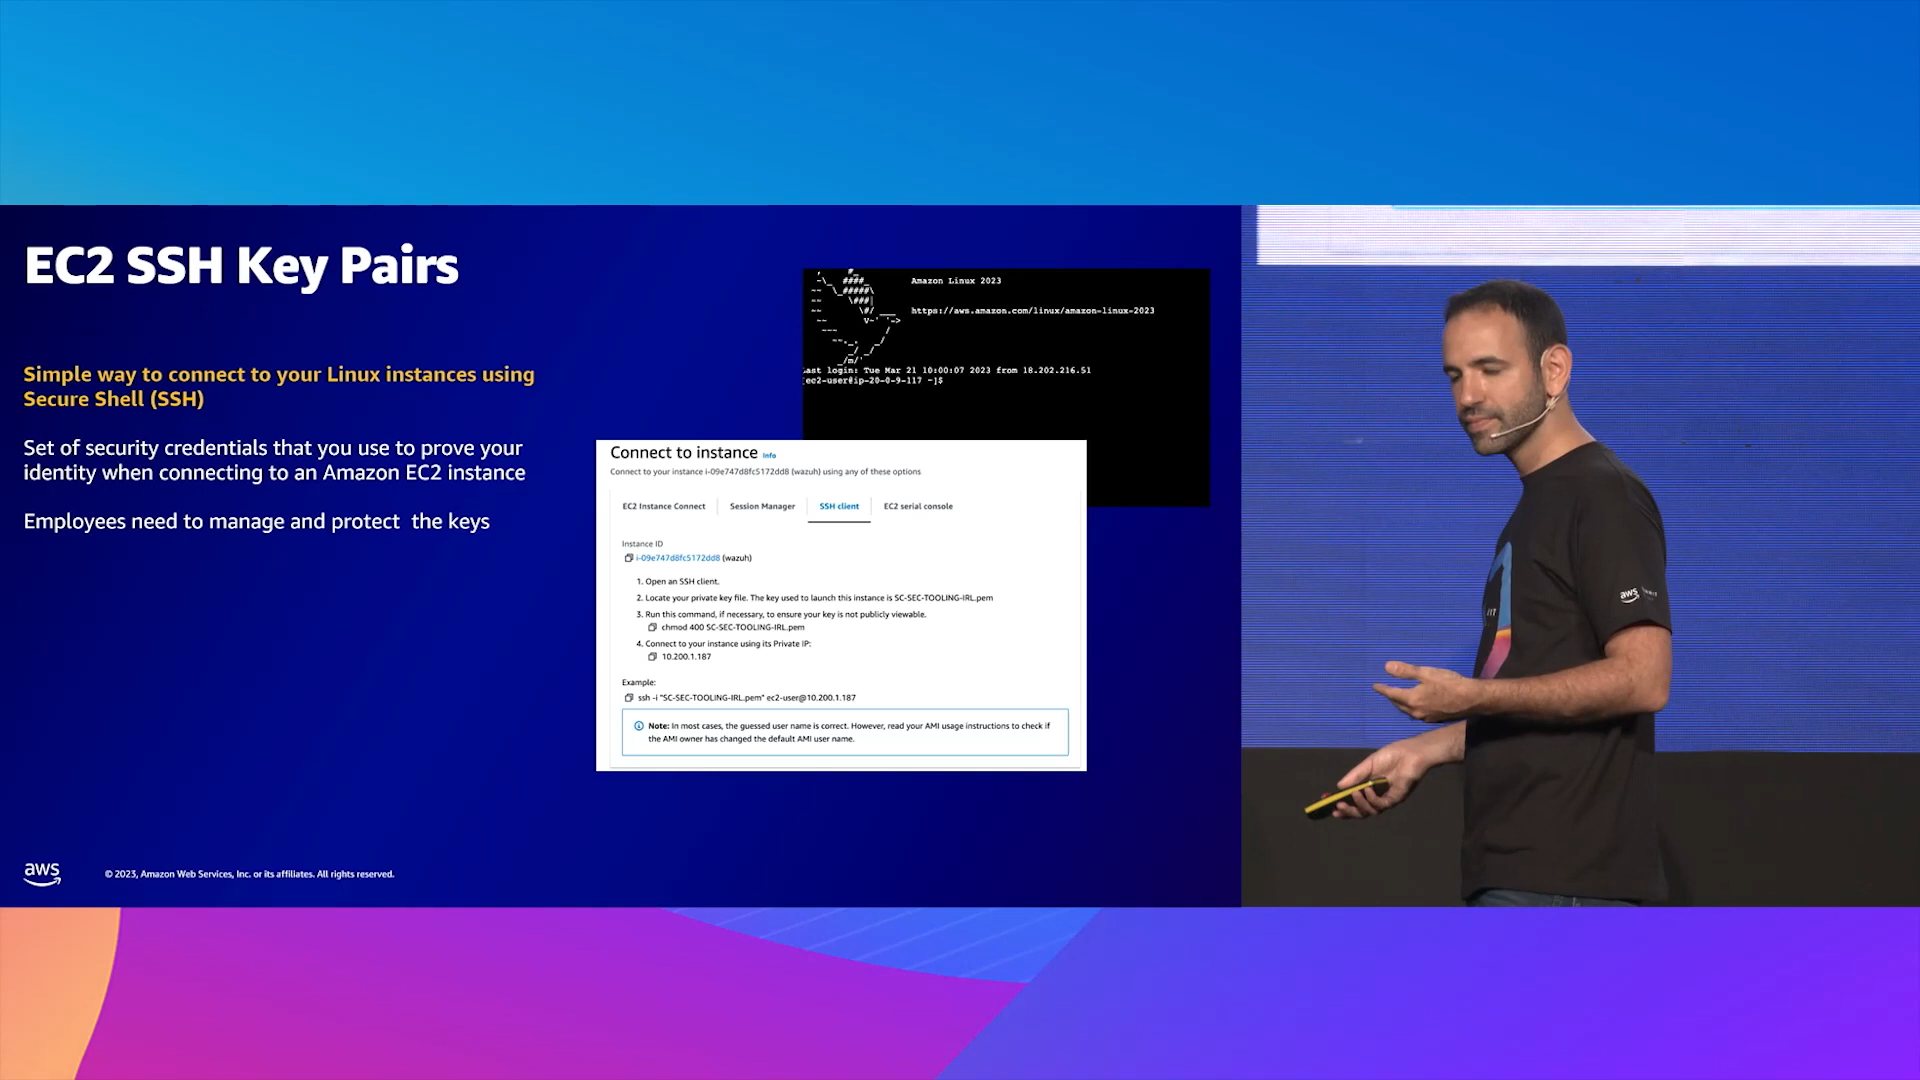 EC2 SSH Key Pairs
Simple way to connect to your Linux instances using
Secure Shell (SSH)
Set of security credentials that you use to prove your
identity when connecting to an Amazon EC2 instance
Employees need to manage and protect the keys
Amazon Linux 2023
https://aws.amazon.com/linux/amazon-linux-2023
Last login: Tue Mar 21 10:00:07 2023 from 18.202.216.51
[ec2-user@ip-20-0-9-117 ~]$
Connect to instance Info
Connect to your instance i-09e747d8fc5172dd8 (wazuh) using any of these options
EC2 Instance Connect
Session Manager
SSH client
EC2 serial console
Instance ID
i-09e747d8fc5172dd8 (wazuh)
1. Open an SSH client.
2. Locate your private key file. The key used to launch this instance is SC-SEC-TOOLING-IRL.pem
3. Run this command, if necessary, to ensure your key is not publicly viewable.
chmod 400 SC-SEC-TOOLING-IRL.pem
4. Connect to your instance using its Private IP:
10.200.1.187
Example:
ssh -i "SC-SEC-TOOLING-IRL.pem" ec2-user@10.200.1.187
Note: In most cases, the guessed user name is correct. However, read your AMI usage instructions to check if
the AMI owner has changed the default AMI user name.
aws
© 2023, Amazon Web Services, Inc. or its affiliates. All rights reserved.
aws